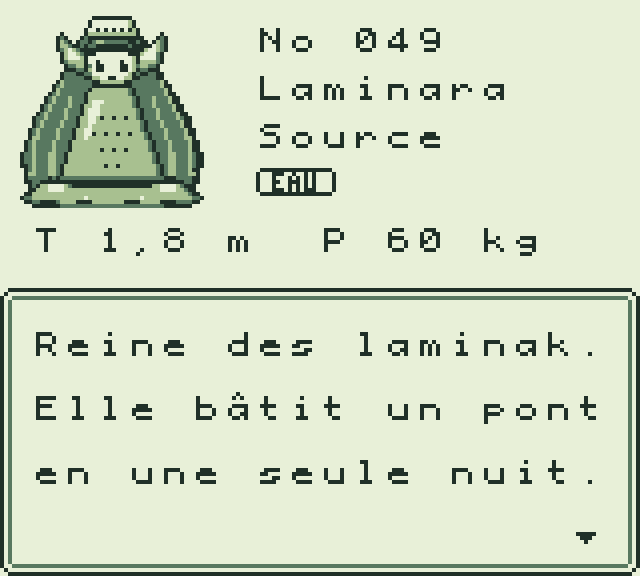 No 049
Laminara
Source
EAU
T 1,8 m P 60 kg
Reine des laminak.
Elle bâtit un pont
en une seule nuit.